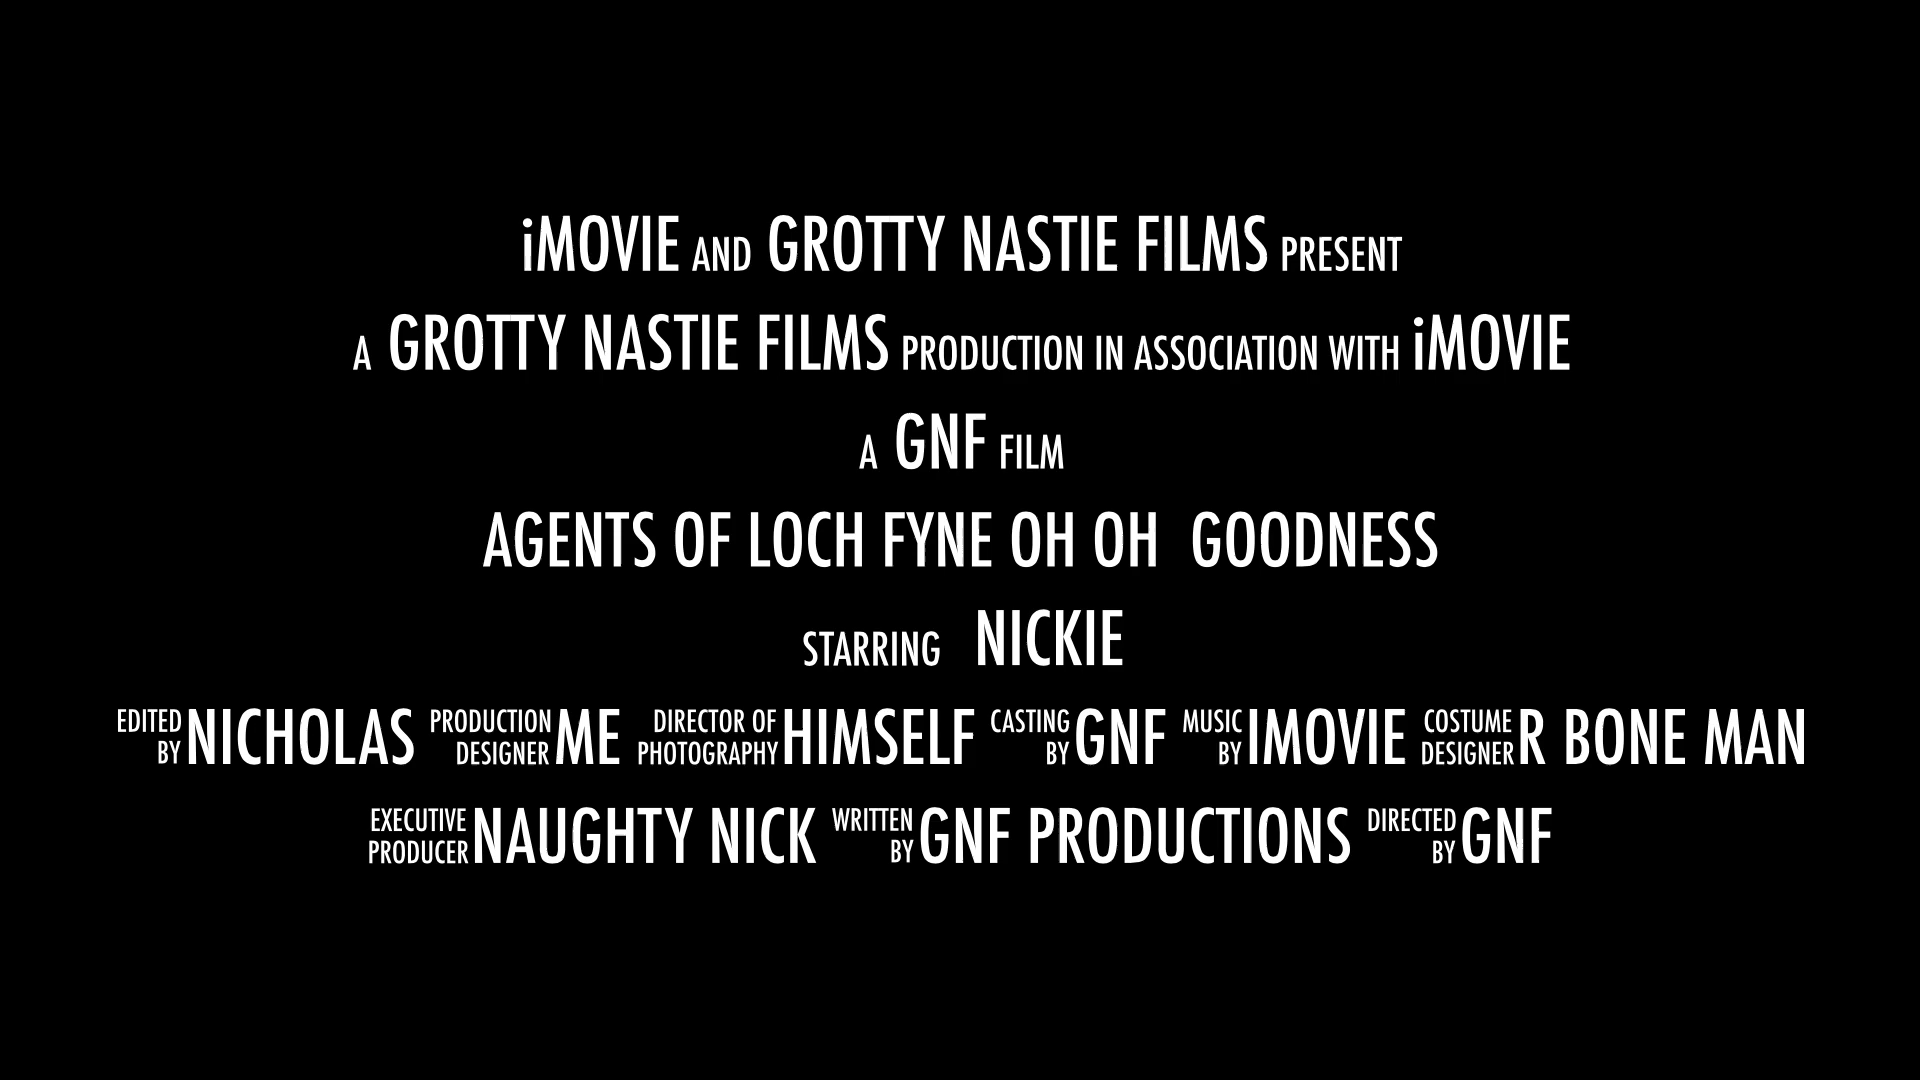 iMOVIE AND GROTTY NASTIE FILMS PRESENT
A GROTTY NASTIE FILMS PRODUCTION IN ASSOCIATION WITH iMOVIE
A GNF FILM
AGENTS OF LOCH FYNE OH OH GOODNESS
STARRING NICKIE
EDITED BY NICHOLAS PRODUCTION DESIGNER ME DIRECTOR OF PHOTOGRAPHY HIMSELF CASTING BY GNF MUSIC BY IMOVIE COSTUME DESIGNER R BONE MAN
EXECUTIVE PRODUCER NAUGHTY NICK WRITTEN BY GNF PRODUCTIONS DIRECTED BY GNF